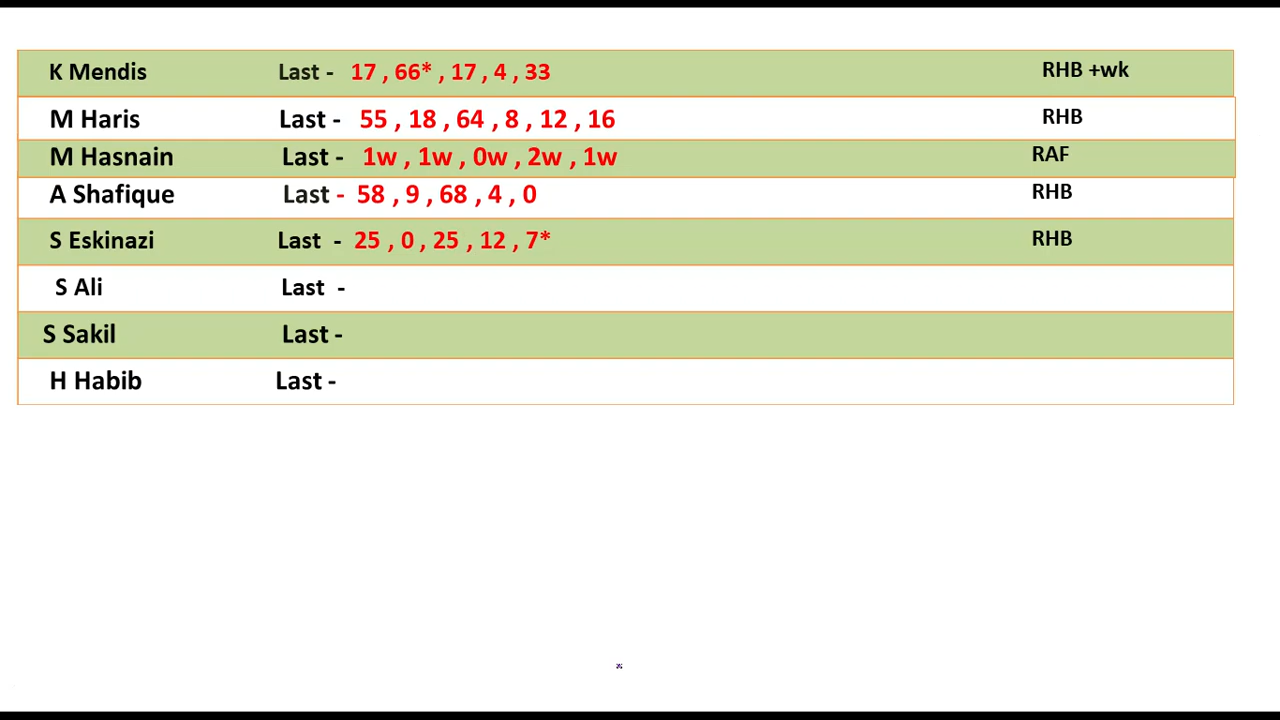 K Mendis Last - 17 , 66* , 17 , 4 , 33 RHB +wk
M Haris Last - 55 , 18 , 64 , 8 , 12 , 16 RHB
M Hasnain Last - 1w , 1w , 0w , 2w , 1w RAF
A Shafique Last - 58 , 9 , 68 , 4 , 0 RHB
S Eskinazi Last - 25 , 0 , 25 , 12 , 7* RHB
S Ali Last -
S Sakil Last -
H Habib Last -